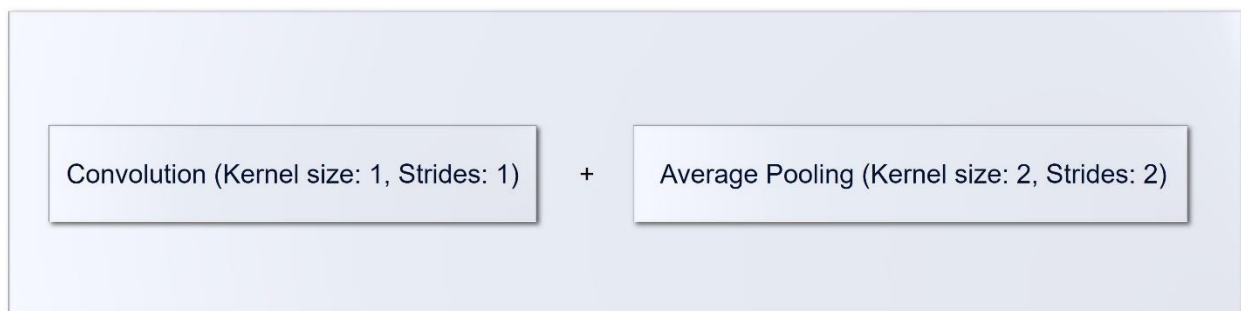 Convolution (Kernel size: 1, Strides: 1) + Average Pooling (Kernel size: 2, Strides: 2)